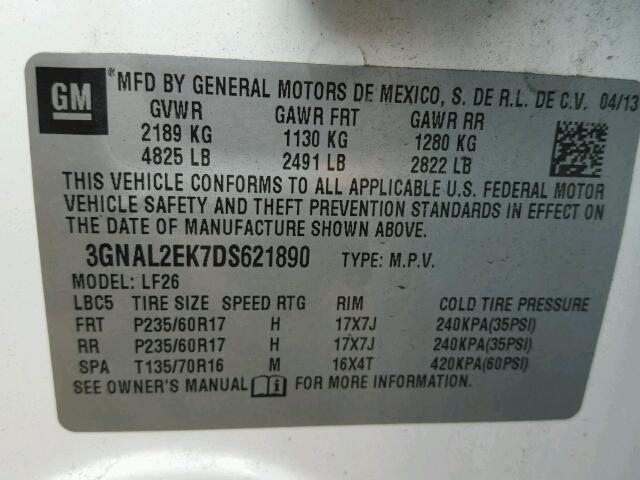 GM MFD BY GENERAL MOTORS DE MEXICO, S. DE R.L. DE C.V. 04/13
GVWR GAWR FRT GAWR RR
2189 KG 1130 KG 1280 KG
4825 LB 2491 LB 2822 LB
THIS VEHICLE CONFORMS TO ALL APPLICABLE U.S. FEDERAL MOTOR
VEHICLE SAFETY AND THEFT PREVENTION STANDARDS IN EFFECT ON
THE DATE OF MANUFACTURE SHOWN ABOVE.
3GNAL2EK7DS621890 TYPE: M.P.V.
MODEL: LF26
LBC5 TIRE SIZE SPEED RTG RIM COLD TIRE PRESSURE
FRT P235/60R17 H 17X7J 240KPA(35PSI)
RR P235/60R17 H 17X7J 240KPA(35PSI)
SPA T135/70R16 M 16X4T 420KPA(60PSI)
SEE OWNER'S MANUAL FOR MORE INFORMATION.